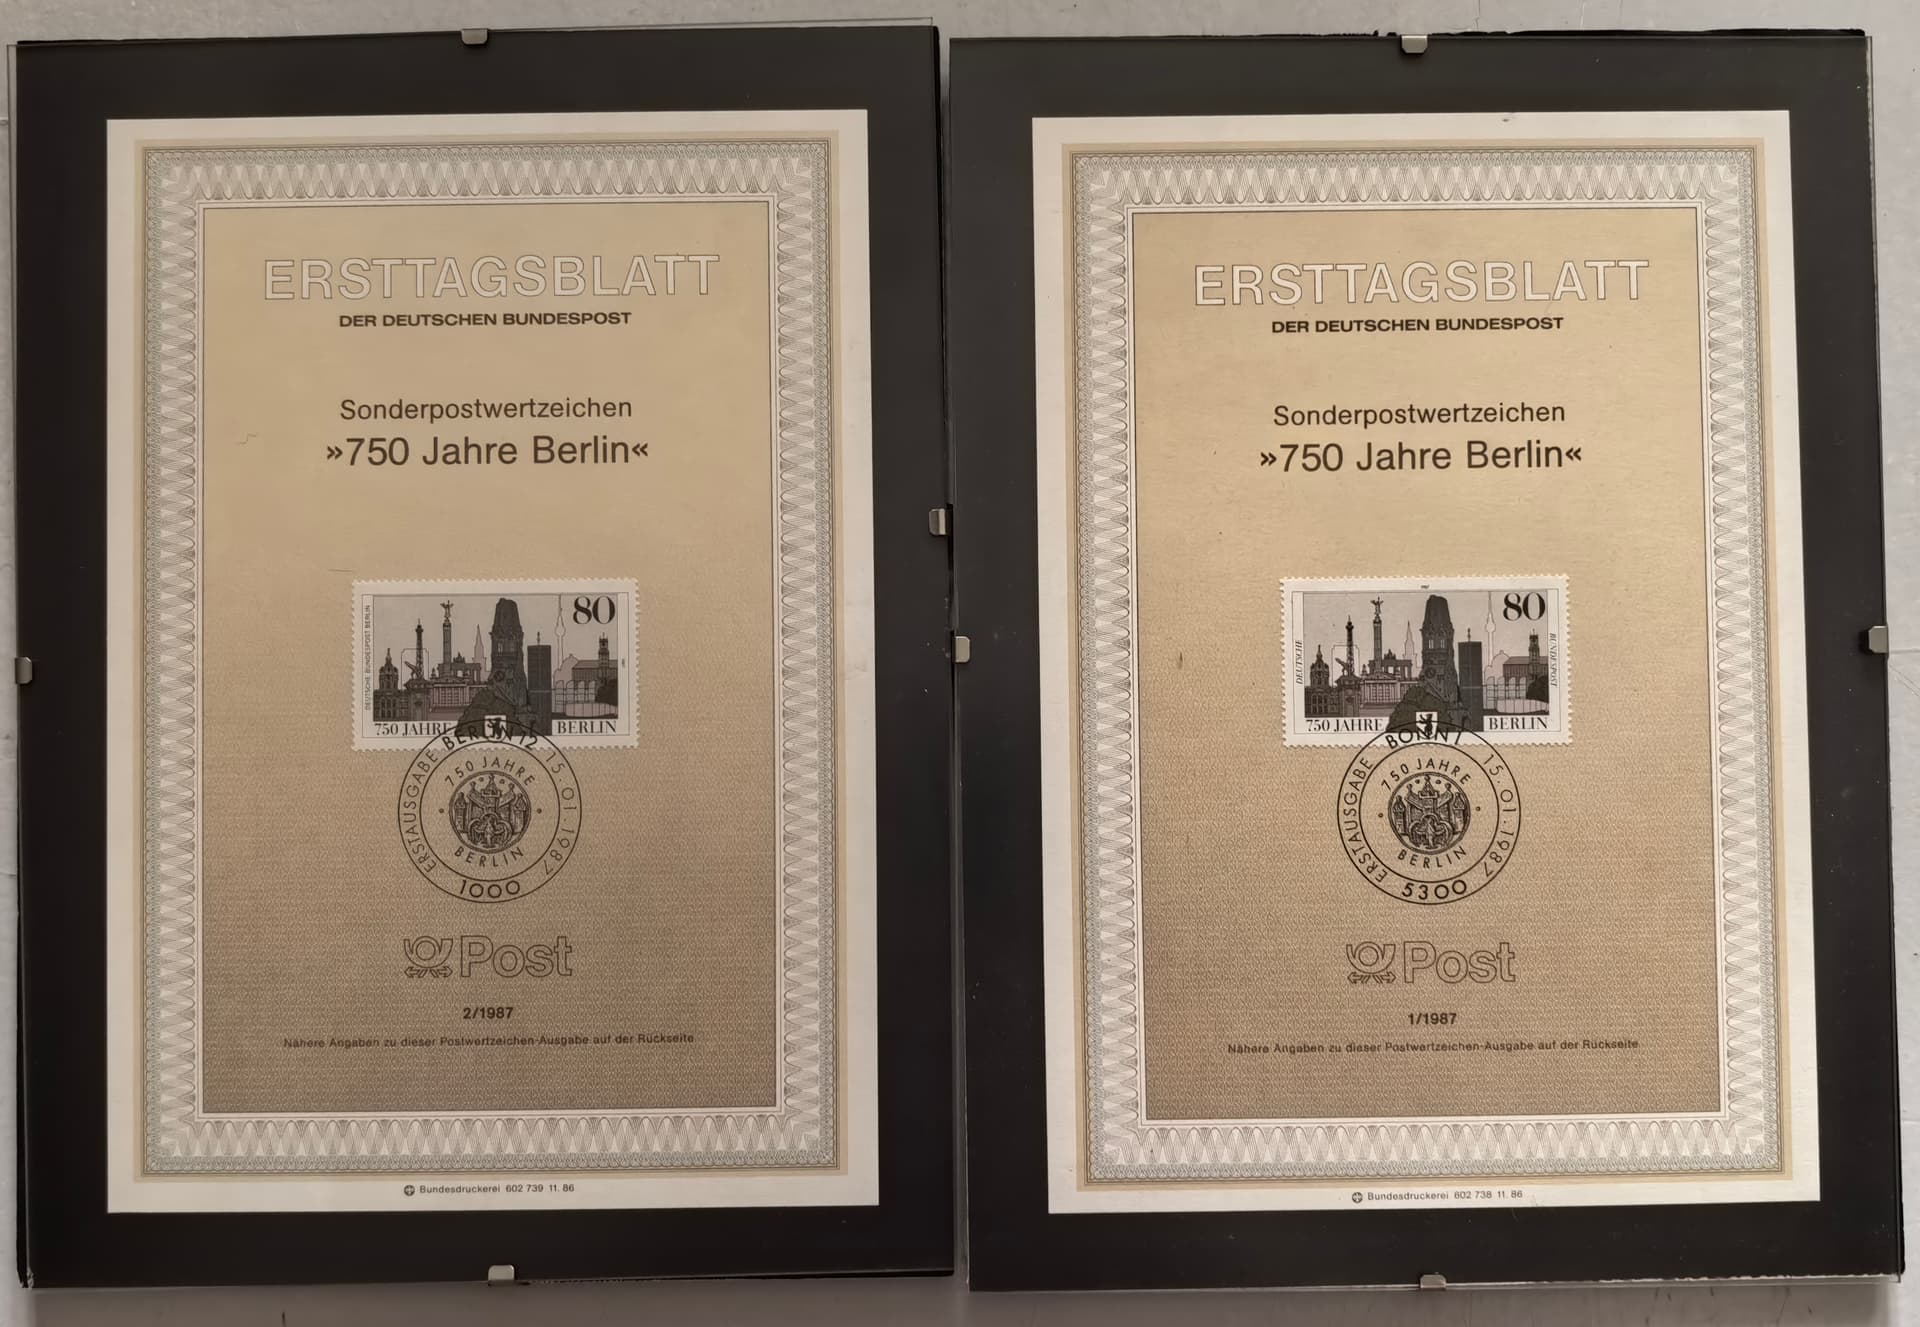 ERSTTAGSBLATT
DER DEUTSCHEN BUNDESPOST
Sonderpostwertzeichen
»750 Jahre Berlin«
DEUTSCHE BUNDESPOST BERLIN
80
1987
750 JAHRE BERLIN
ERSTAUSGABE BERLIN 12 15.01.1987
750 JAHRE
BERLIN
1000
Post
2/1987
Nähere Angaben zu dieser Postwertzeichen-Ausgabe auf der Rückseite
Bundesdruckerei 602 739 11. 86
ERSTTAGSBLATT
DER DEUTSCHEN BUNDESPOST
Sonderpostwertzeichen
»750 Jahre Berlin«
1987
80
DEUTSCHE
BUNDESPOST
750 JAHRE BERLIN
ERSTAUSGABE BONN 1 15.01.1987
750 JAHRE
BERLIN
5300
Post
1/1987
Nähere Angaben zu dieser Postwertzeichen-Ausgabe auf der Rückseite
Bundesdruckerei 602 738 11. 86